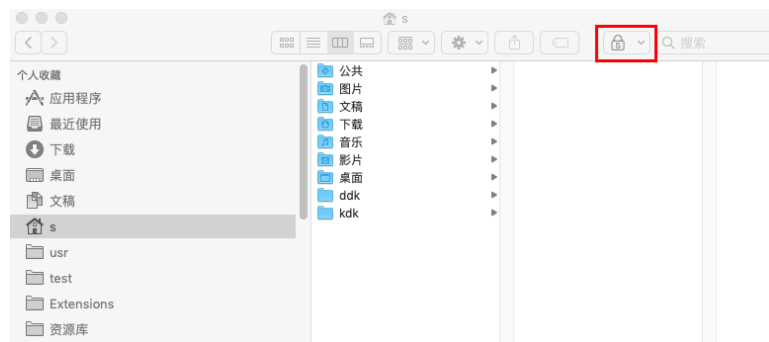 s
搜索
个人收藏
应用程序
最近使用
下载
桌面
文稿
s
usr
test
Extensions
资源库
公共
图片
文稿
下载
音乐
影片
桌面
ddk
kdk